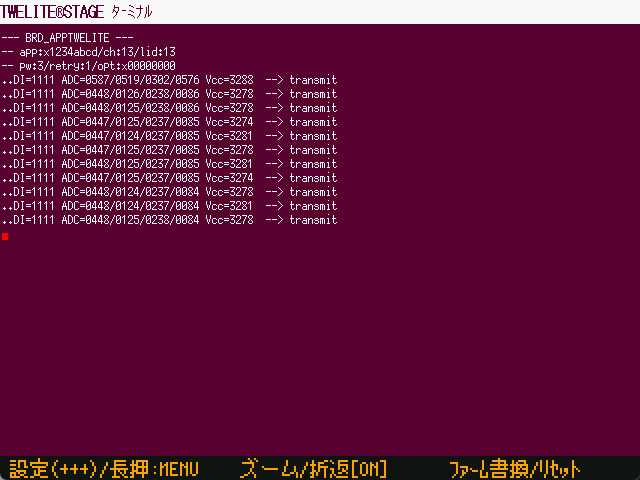 TWELITE®STAGE ﾀｰﾐﾅﾙ
--- BRD_APPTWELITE ---
-- app:x1234abcd/ch:13/lid:13
-- pw:3/retry:1/opt:x00000000
..DI=1111 ADC=0587/0519/0302/0576 Vcc=3288  --> transmit
..DI=1111 ADC=0448/0126/0238/0086 Vcc=3278  --> transmit
..DI=1111 ADC=0448/0125/0238/0086 Vcc=3278  --> transmit
..DI=1111 ADC=0447/0125/0237/0085 Vcc=3274  --> transmit
..DI=1111 ADC=0447/0124/0237/0085 Vcc=3281  --> transmit
..DI=1111 ADC=0447/0125/0237/0085 Vcc=3278  --> transmit
..DI=1111 ADC=0448/0125/0237/0085 Vcc=3281  --> transmit
..DI=1111 ADC=0447/0125/0237/0085 Vcc=3274  --> transmit
..DI=1111 ADC=0448/0124/0237/0084 Vcc=3278  --> transmit
..DI=1111 ADC=0448/0124/0237/0084 Vcc=3281  --> transmit
..DI=1111 ADC=0448/0125/0238/0084 Vcc=3278  --> transmit
設定(+++)/長押:MENU ズーム/折返[ON] ﾌｧｰﾑ書換/ﾘｾｯﾄ